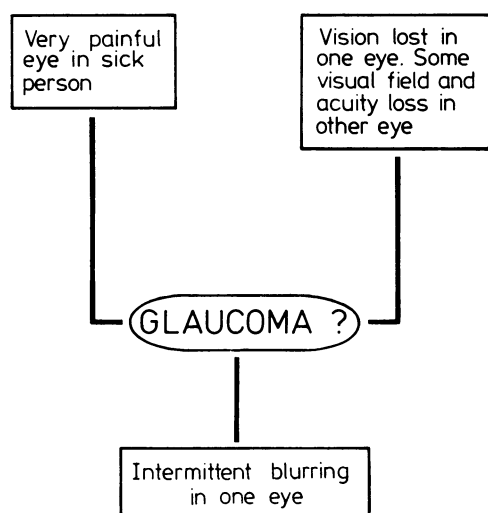 Very painful
eye in sick
person
Vision lost in
one eye. Some
visual field and
acuity loss in
other eye
GLAUCOMA ?
Intermittent blurring
in one eye